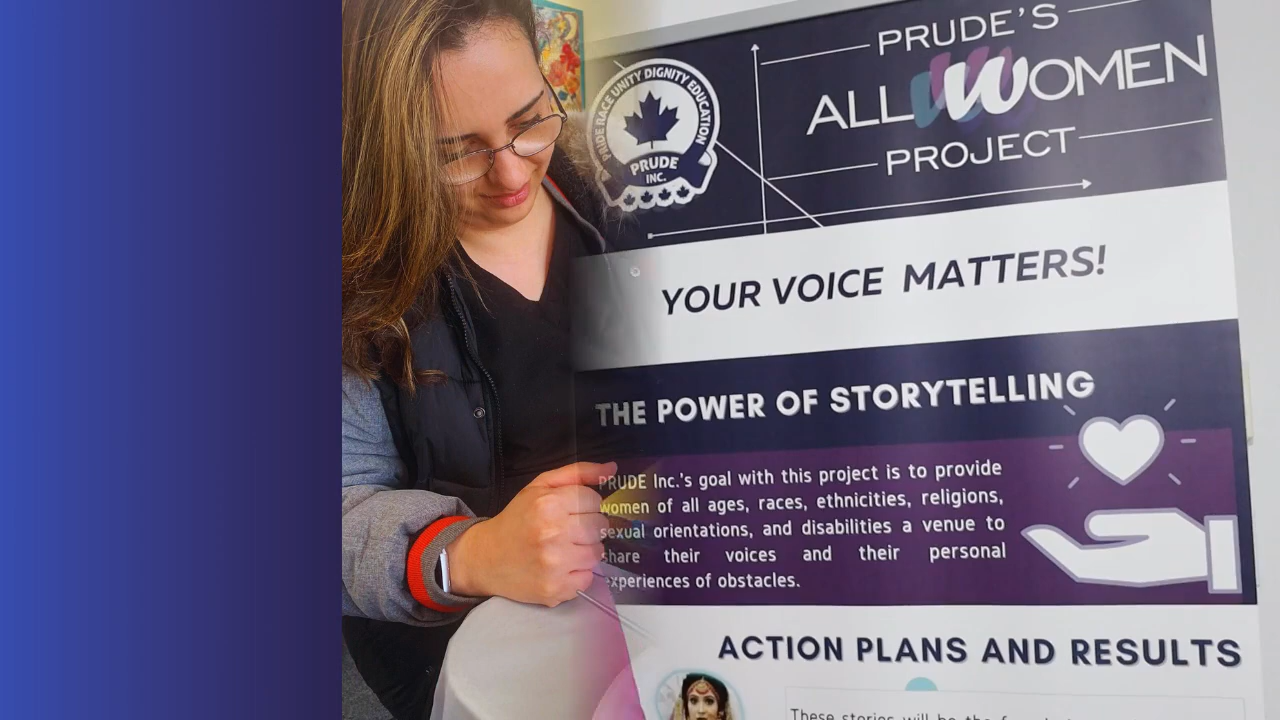 PRIDE RACE UNITY DIGNITY EDUCATION
PRUDE
INC.
PRUDE'S
ALL WOMEN
PROJECT
YOUR VOICE MATTERS!
THE POWER OF STORYTELLING
PRUDE Inc.'s goal with this project is to provide
women of all ages, races, ethnicities, religions,
sexual orientations, and disabilities a venue to
share their voices and their personal
experiences of obstacles.
ACTION PLANS AND RESULTS
These stories will be the